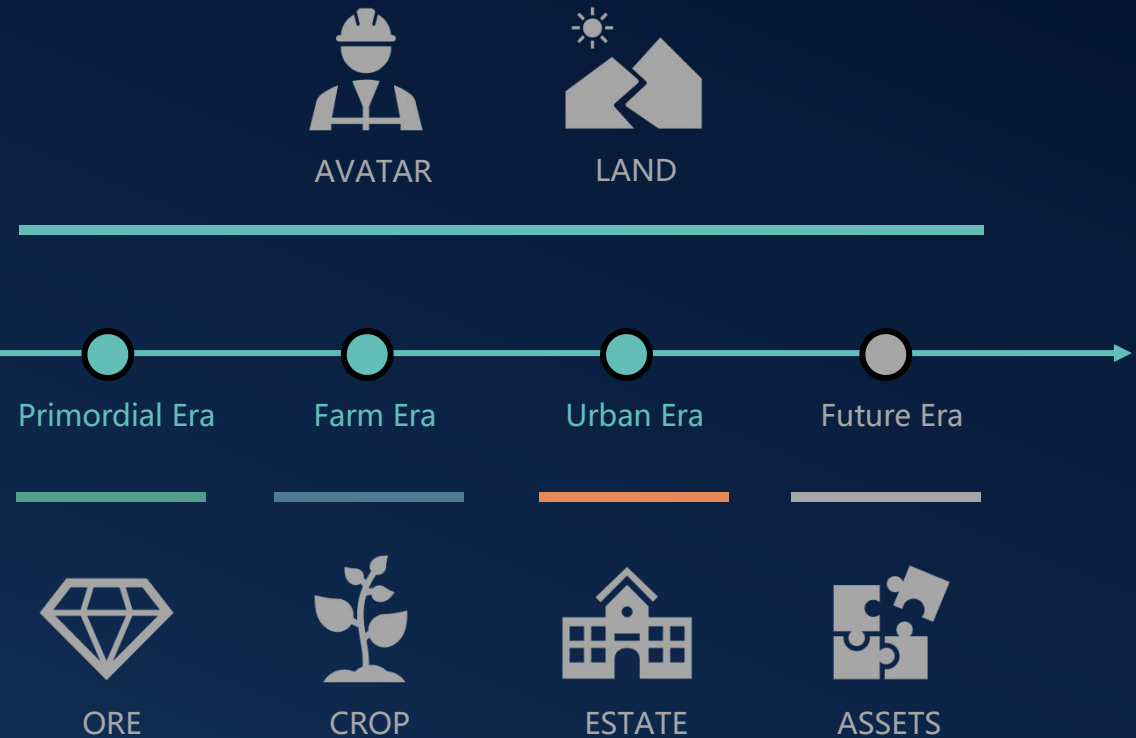 AVATAR
LAND
Primordial Era
Farm Era
Urban Era
Future Era
ORE
CROP
ESTATE
ASSETS